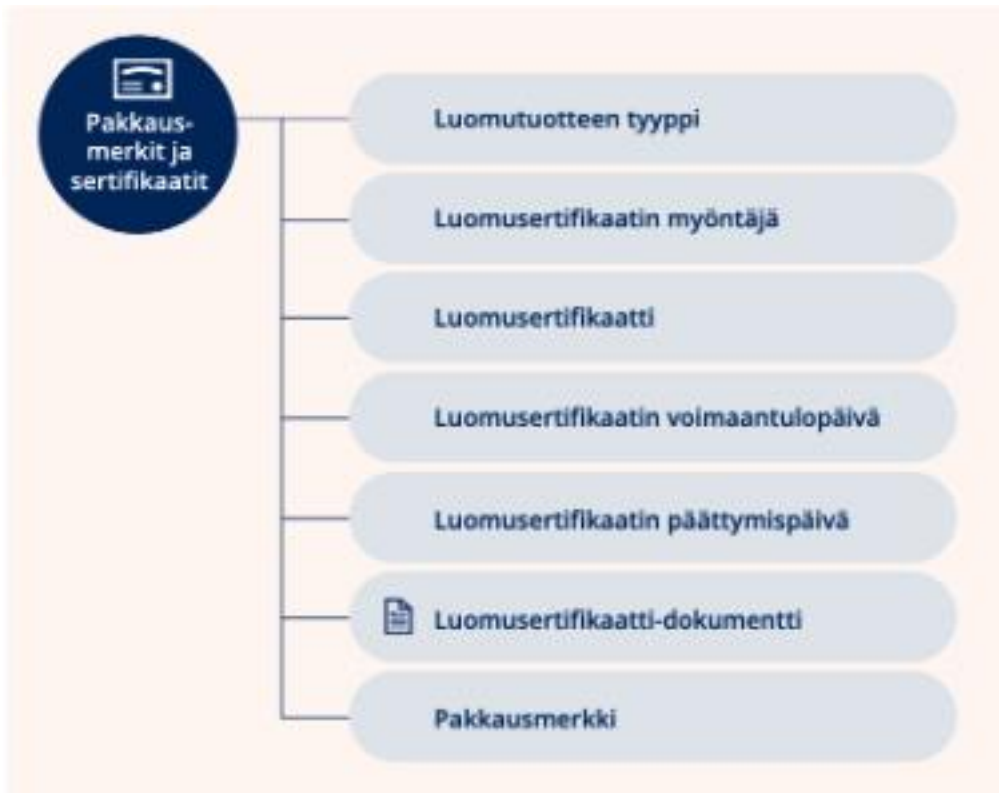 Pakkaus-
merkit ja
sertifikaatit
Luomutuotteen tyyppi
Luomusertifikaatin myöntäjä
Luomusertifikaatti
Luomusertifikaatin voimaantulopäivä
Luomusertifikaatin päättymispäivä
Luomusertifikaatti-dokumentti
Pakkausmerkki